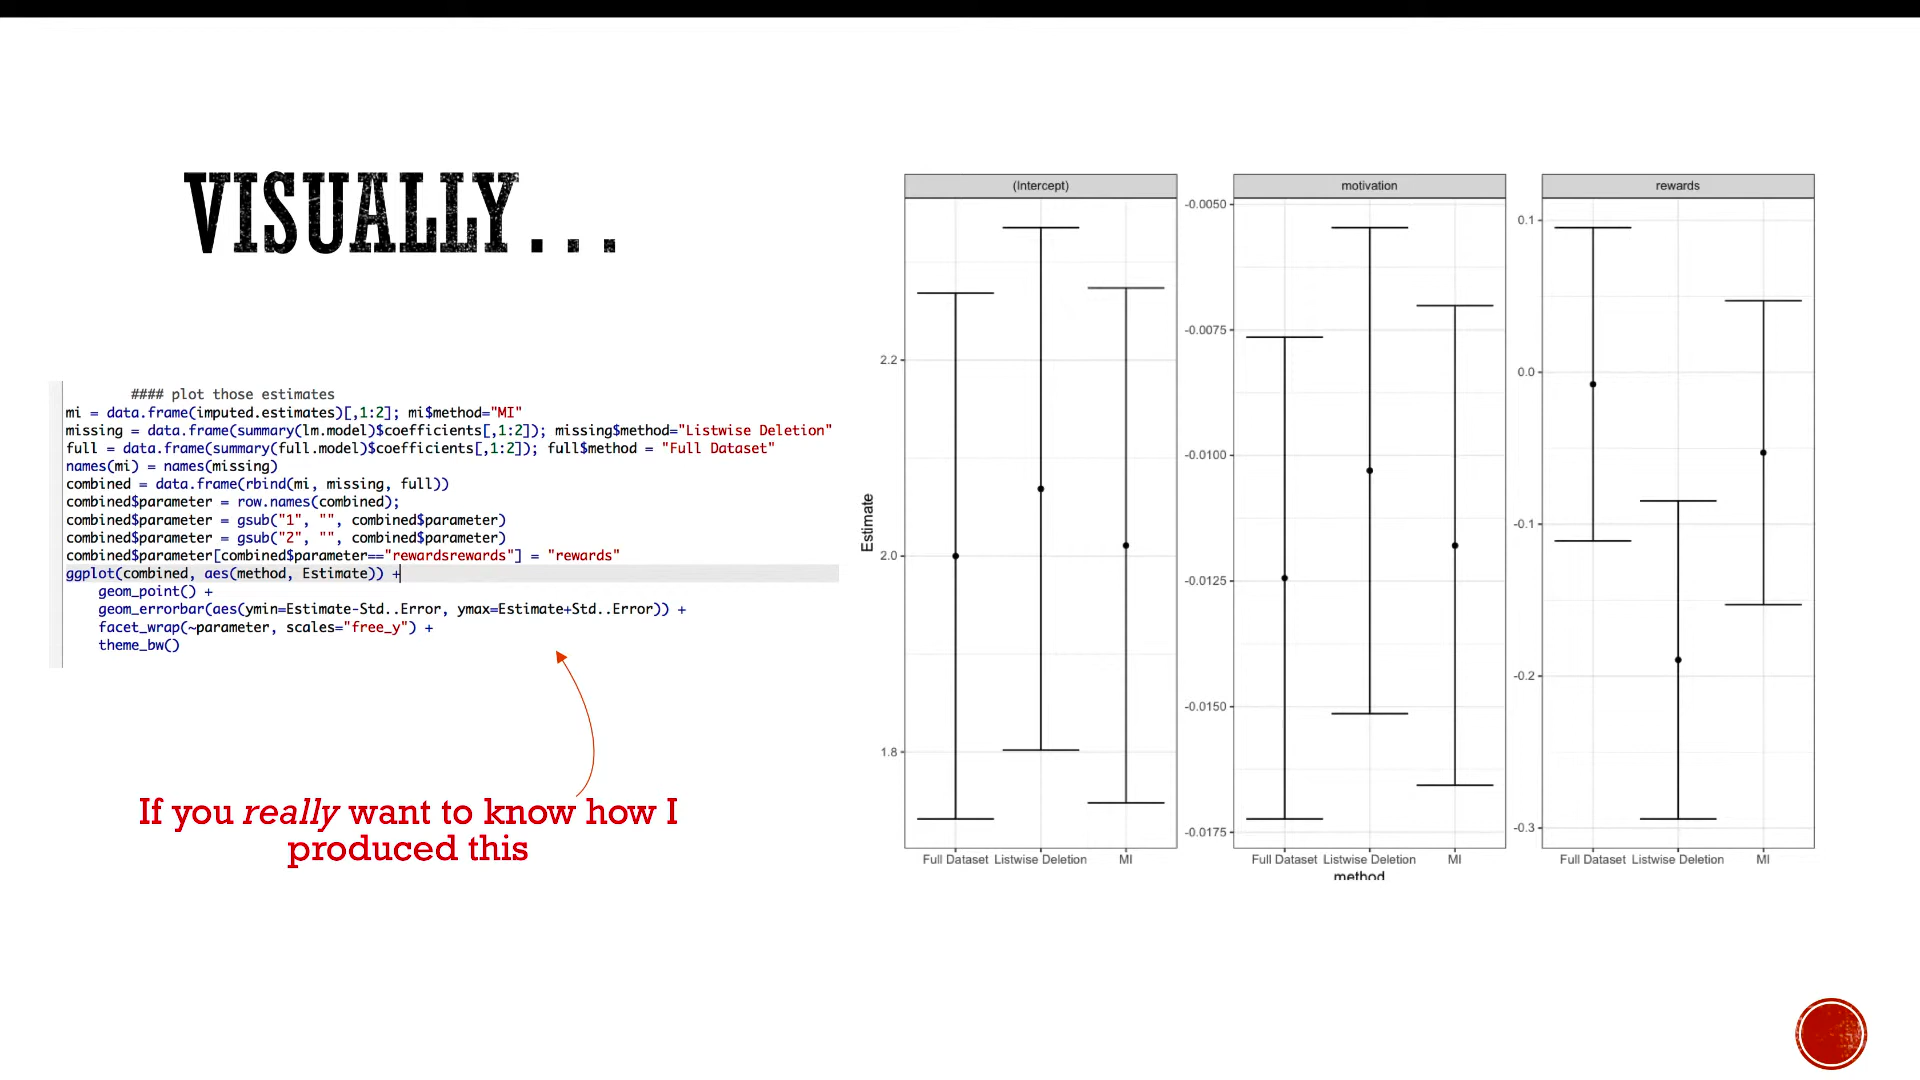 VISUALLY...
#### plot those estimates
mi = data.frame(imputed.estimates)[,1:2]; mi$method="MI"
missing = data.frame(summary(lm.model)$coefficients[,1:2]); missing$method="Listwise Deletion"
full = data.frame(summary(full.model)$coefficients[,1:2]); full$method = "Full Dataset"
names(mi) = names(missing)
combined = data.frame(rbind(mi, missing, full))
combined$parameter = row.names(combined);
combined$parameter = gsub("1", "", combined$parameter)
combined$parameter = gsub("2", "", combined$parameter)
combined$parameter[combined$parameter=="rewardsrewards"] = "rewards"
ggplot(combined, aes(method, Estimate)) +
geom_point() +
geom_errorbar(aes(ymin=Estimate-Std..Error, ymax=Estimate+Std..Error)) +
facet_wrap(~parameter, scales="free_y") +
theme_bw()
If you really want to know how I
produced this
Estimate
(Intercept)
2.2
2.0
1.8
Full Dataset Listwise Deletion MI
motivation
-0.0050
-0.0075
-0.0100
-0.0125
-0.0150
-0.0175
Full Dataset Listwise Deletion MI
method
rewards
0.1
0.0
-0.1
-0.2
-0.3
Full Dataset Listwise Deletion MI